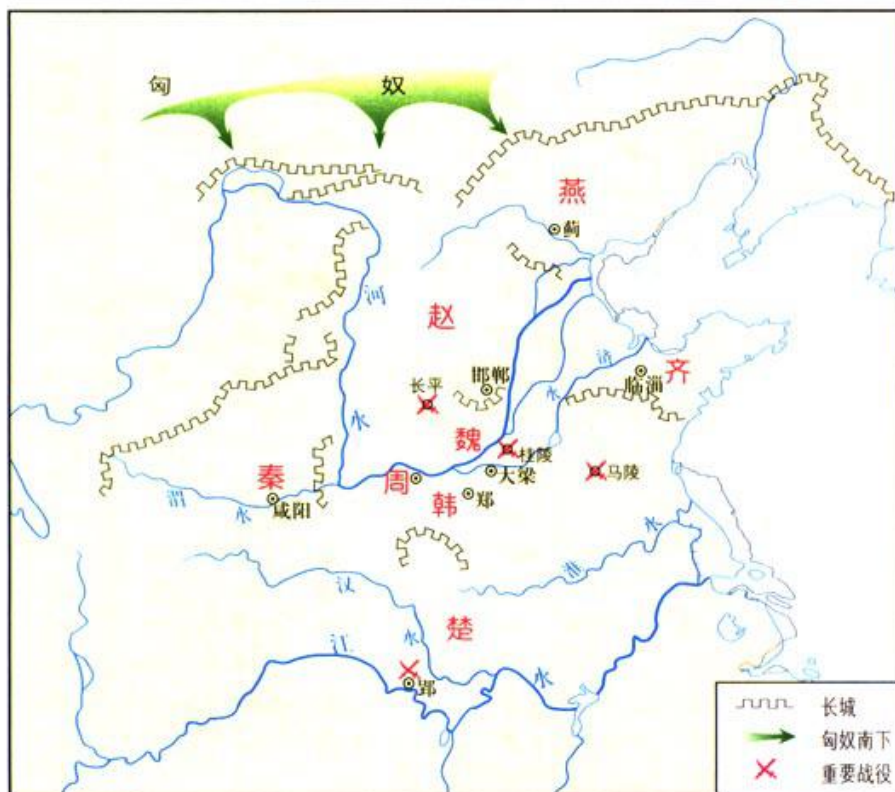 匈 奴
燕
蓟
河
赵
济
邯郸
齐
长平
临淄
水
水
魏
桂陵
大梁
马陵
秦
周
渭
水
咸阳
韩
郑
水
淮
汉
楚
水
江
水
郢
长城
匈奴南下
重要战役